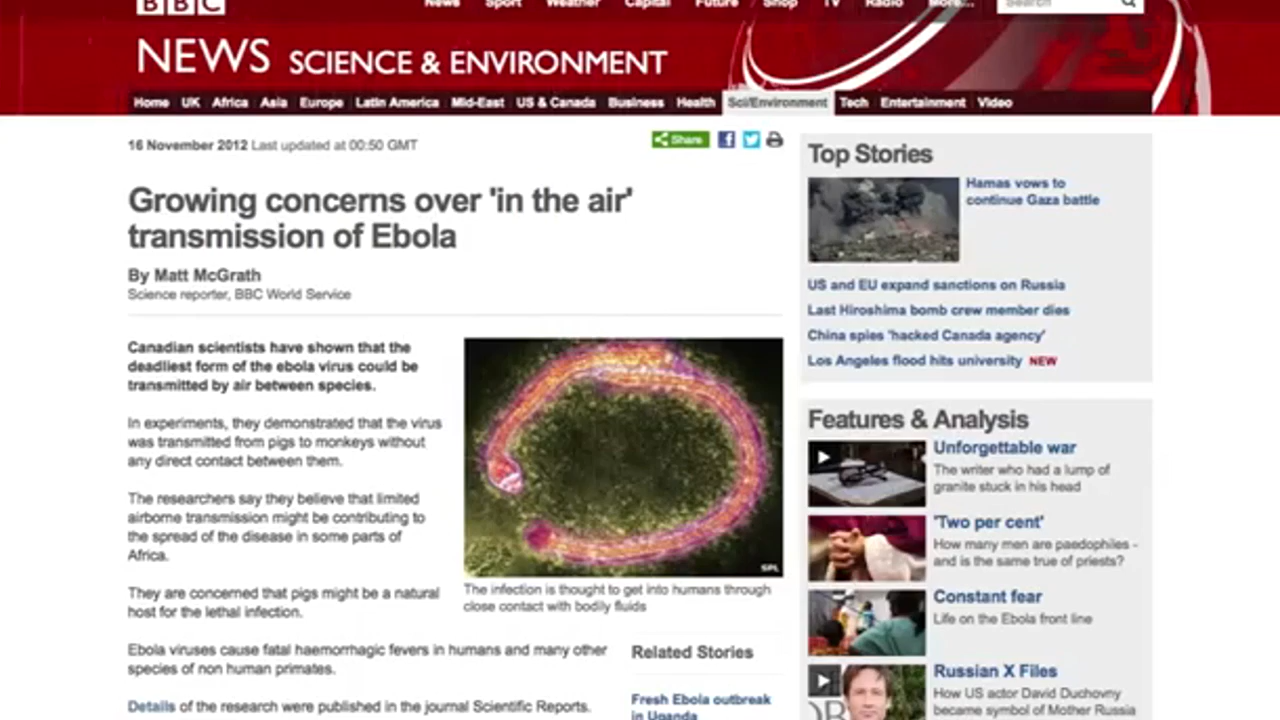 BBC
News Sport Weather Capital Future Shop TV Radio More...
Search
NEWS SCIENCE & ENVIRONMENT
Home UK Africa Asia Europe Latin America Mid-East US & Canada Business Health Sci/Environment Tech Entertainment Video
16 November 2012 Last updated at 00:50 GMT
Share
Growing concerns over 'in the air'
transmission of Ebola
By Matt McGrath
Science reporter, BBC World Service
Canadian scientists have shown that the
deadliest form of the ebola virus could be
transmitted by air between species.
In experiments, they demonstrated that the virus
was transmitted from pigs to monkeys without
any direct contact between them.
The researchers say they believe that limited
airborne transmission might be contributing to
the spread of the disease in some parts of
Africa.
They are concerned that pigs might be a natural
host for the lethal infection.
Ebola viruses cause fatal haemorrhagic fevers in humans and many other
species of non human primates.
Details of the research were published in the journal Scientific Reports.
SPL
The infection is thought to get into humans through
close contact with bodily fluids
Related Stories
Fresh Ebola outbreak
in Uganda
Top Stories
Hamas vows to
continue Gaza battle
US and EU expand sanctions on Russia
Last Hiroshima bomb crew member dies
China spies 'hacked Canada agency'
Los Angeles flood hits university NEW
Features & Analysis
Unforgettable war
The writer who had a lump of
granite stuck in his head
'Two per cent'
How many men are paedophiles -
and is the same true of priests?
Constant fear
Life on the Ebola front line
Russian X Files
How US actor David Duchovny
became symbol of Mother Russia